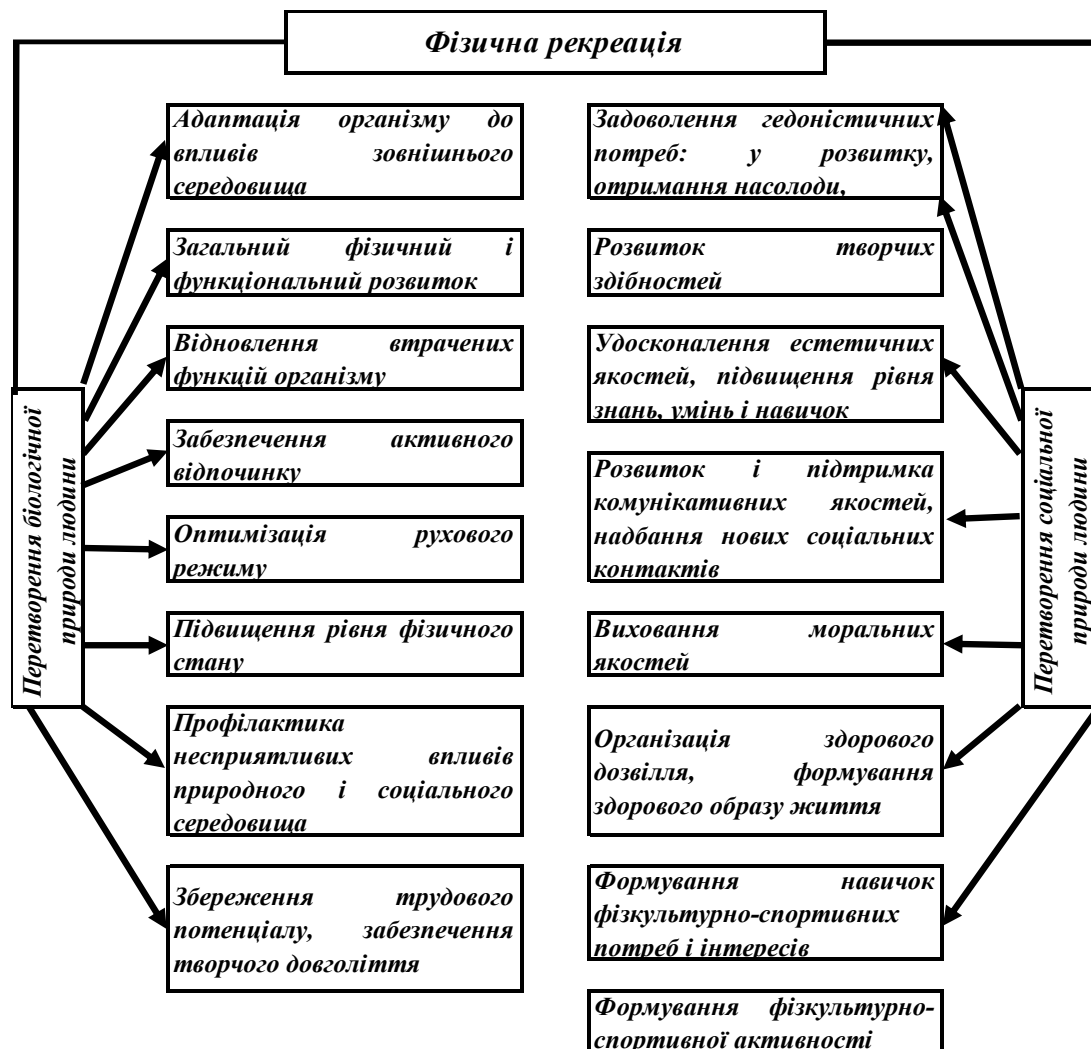 Фізична рекреація
Адаптація організму до
впливів зовнішнього
середовища
Загальний фізичний і
функціональний розвиток
Відновлення втрачених
функцій організму
Забезпечення активного
відпочинку
Оптимізація рухового
режиму
Підвищення рівня фізичного
стану
Профілактика
несприятливих впливів
природного і соціального
середовища
Збереження трудового
потенціалу, забезпечення
творчого довголіття
Задоволення гедоністичних
потреб: у розвитку,
отримання насолоди,
Розвиток творчих
здібностей
Удосконалення естетичних
якостей, підвищення рівня
знань, умінь і навичок
Розвиток і підтримка
комунікативних якостей,
надбання нових соціальних
контактів
Виховання моральних
якостей
Організація здорового
дозвілля, формування
здорового образу життя
Формування навичок
фізкультурно-спортивних
потреб і інтересів
Формування фізкультурно-
спортивної активності
Перетворення біологічної
природи людини
Перетворення соціальної
природи людини